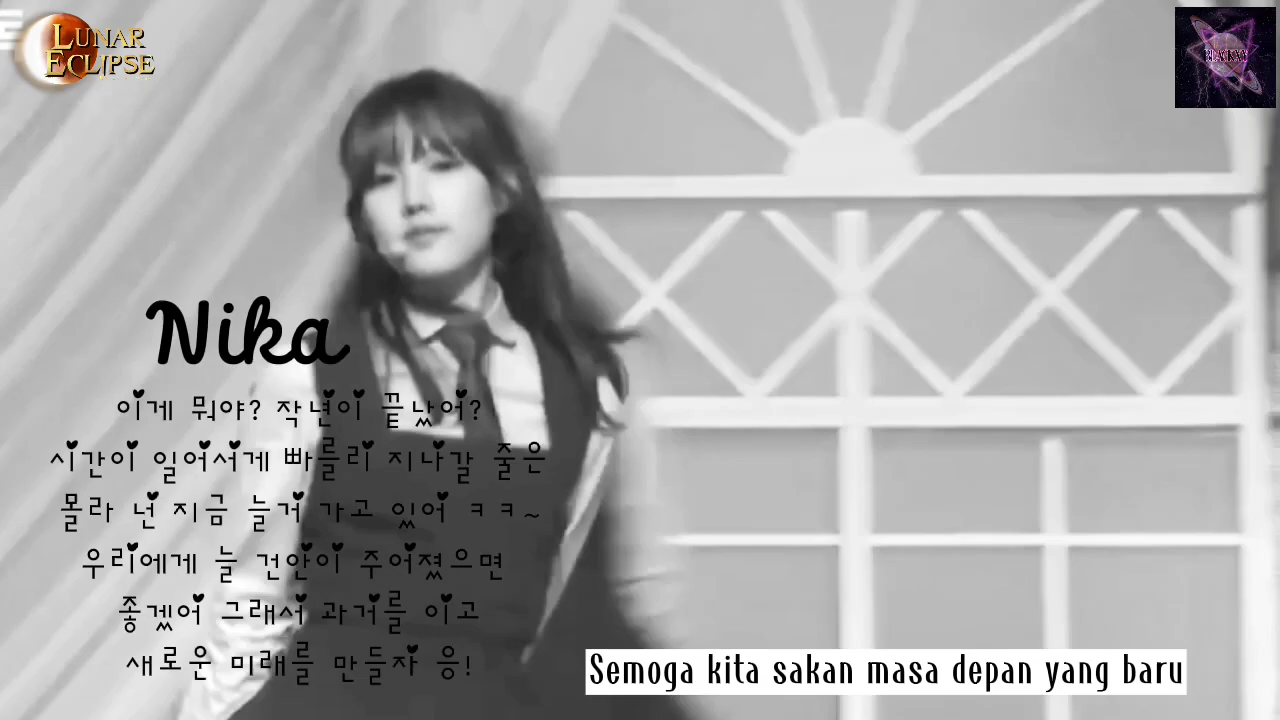 LUNAR
ECLIPSE
Nika
이게 뭐야? 작년이 끝났어?
시간이 일어서게 빠를리 지나갈 줄은
몰라 넌 지금 늘거 가고 있어 ㅋㅋ~
우리에게 늘 건안이 주어졌으면
좋겠어 그래서 과거를 이고
새로운 미래를 만들자 응!
Semoga kita sakan masa depan yang baru